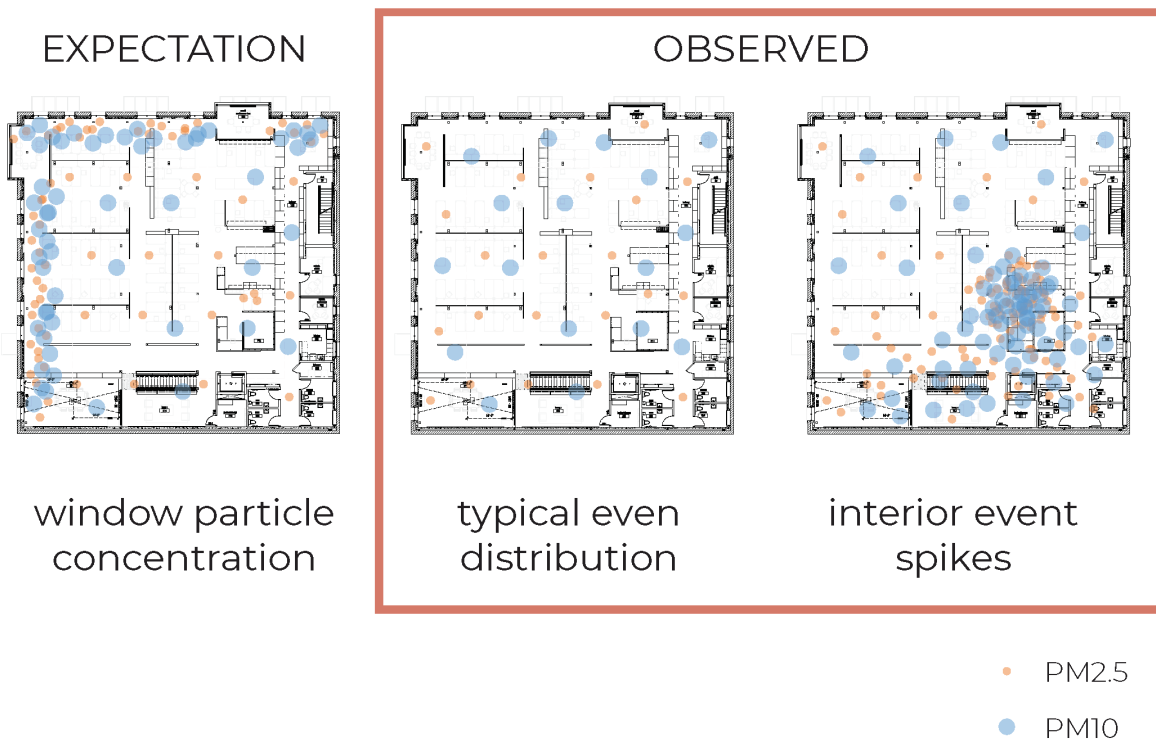 EXPECTATION
OBSERVED
window particle
concentration
typical even
distribution
interior event
spikes
PM2.5
PM10